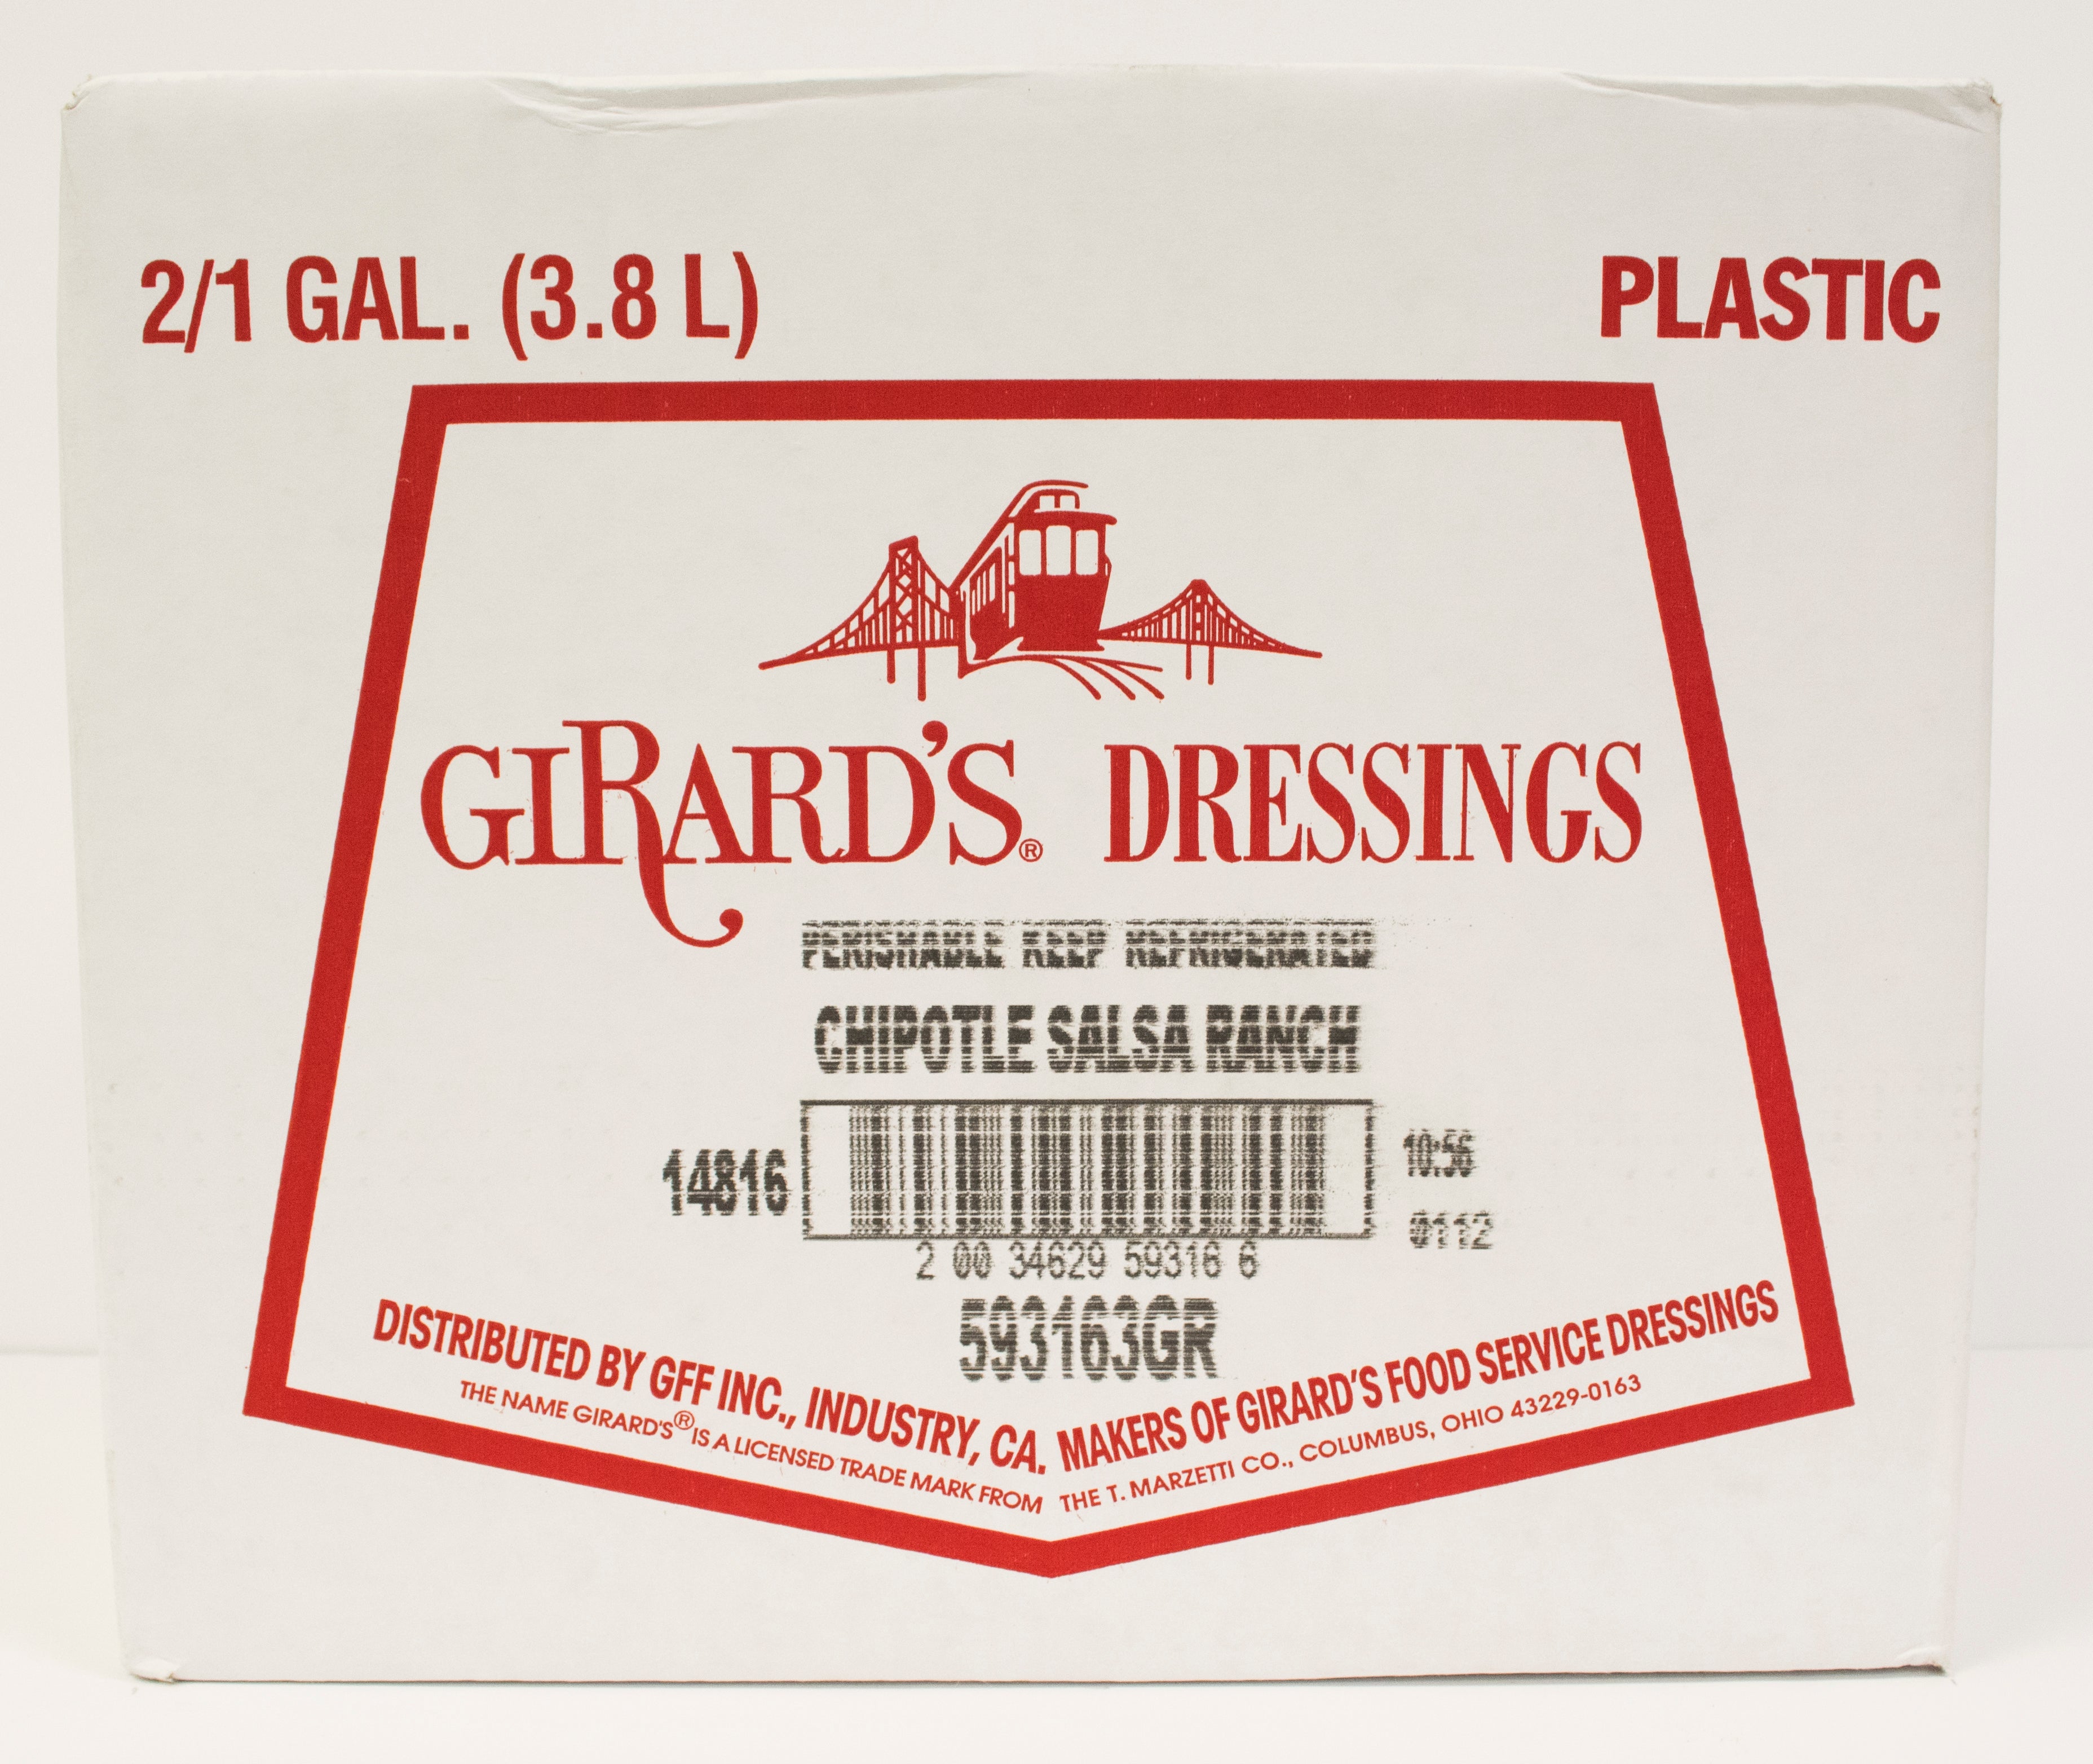 2/1 GAL. (3.8 L)
PLASTIC
GIRARD'S® DRESSINGS
PERISHABLE KEEP REFRIGERATED
CHIPOTLE SALSA RANCH
14816
10:56
0112
2 00 34629 59316 6
593163GR
DISTRIBUTED BY GFF INC., INDUSTRY, CA. MAKERS OF GIRARD'S FOOD SERVICE DRESSINGS
THE NAME GIRARD'S® IS A LICENSED TRADE MARK FROM THE T. MARZETTI CO., COLUMBUS, OHIO 43229-0163